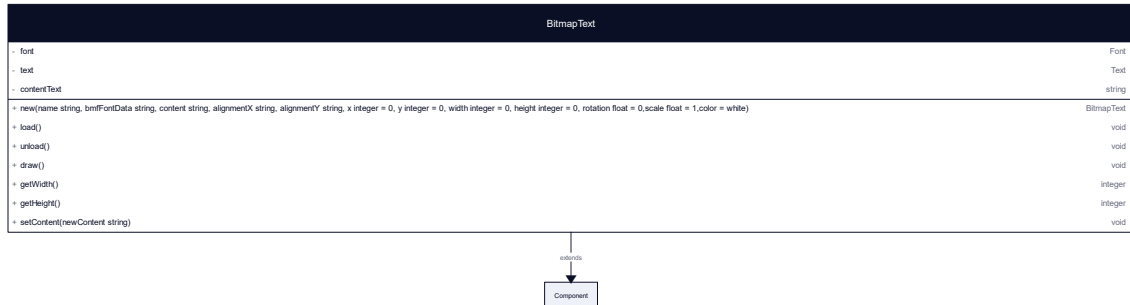 BitmapText
- font Font
- text Text
- contentText string
+ new(name string, bmfFontData string, content string, alignmentX string, alignmentY string, x integer = 0, y integer = 0, width integer = 0, height integer = 0, rotation float = 0,scale float = 1,color = white) BitmapText
+ load() void
+ unload() void
+ draw() void
+ getWidth() integer
+ getHeight() integer
+ setContent(newContent string) void
extends
Component